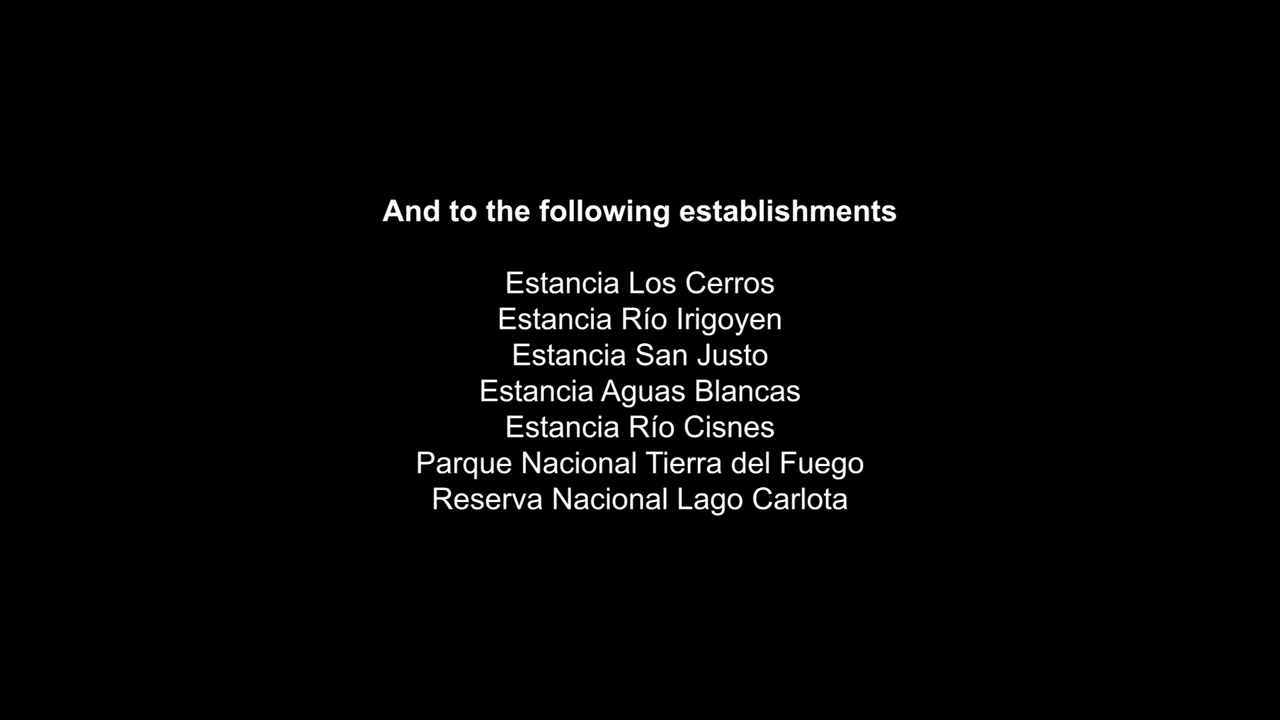 And to the following establishments
Estancia Los Cerros
Estancia Río Irigoyen
Estancia San Justo
Estancia Aguas Blancas
Estancia Río Cisnes
Parque Nacional Tierra del Fuego
Reserva Nacional Lago Carlota